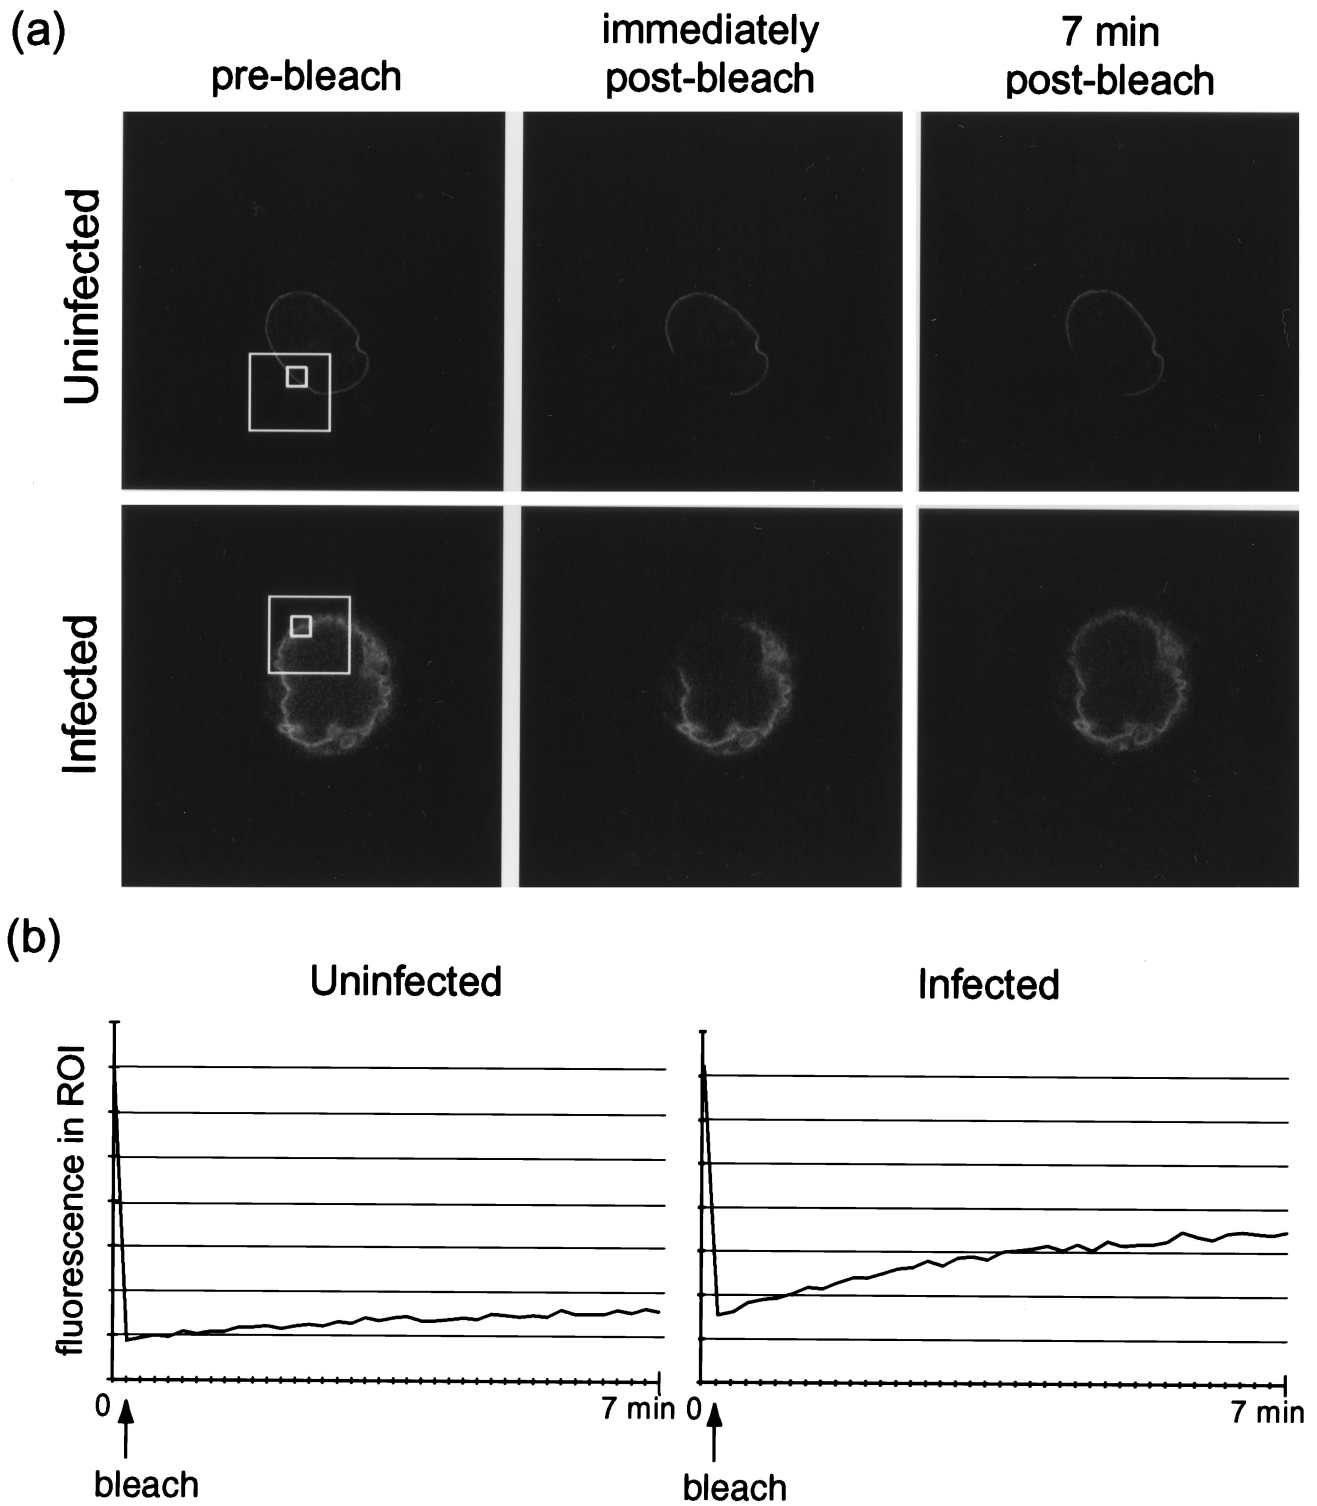 (a)
pre-bleach
immediately
post-bleach
7 min
post-bleach
Uninfected
Infected
(b)
Uninfected
Infected
fluorescence in ROI
0
7 min
bleach
0
7 min
bleach